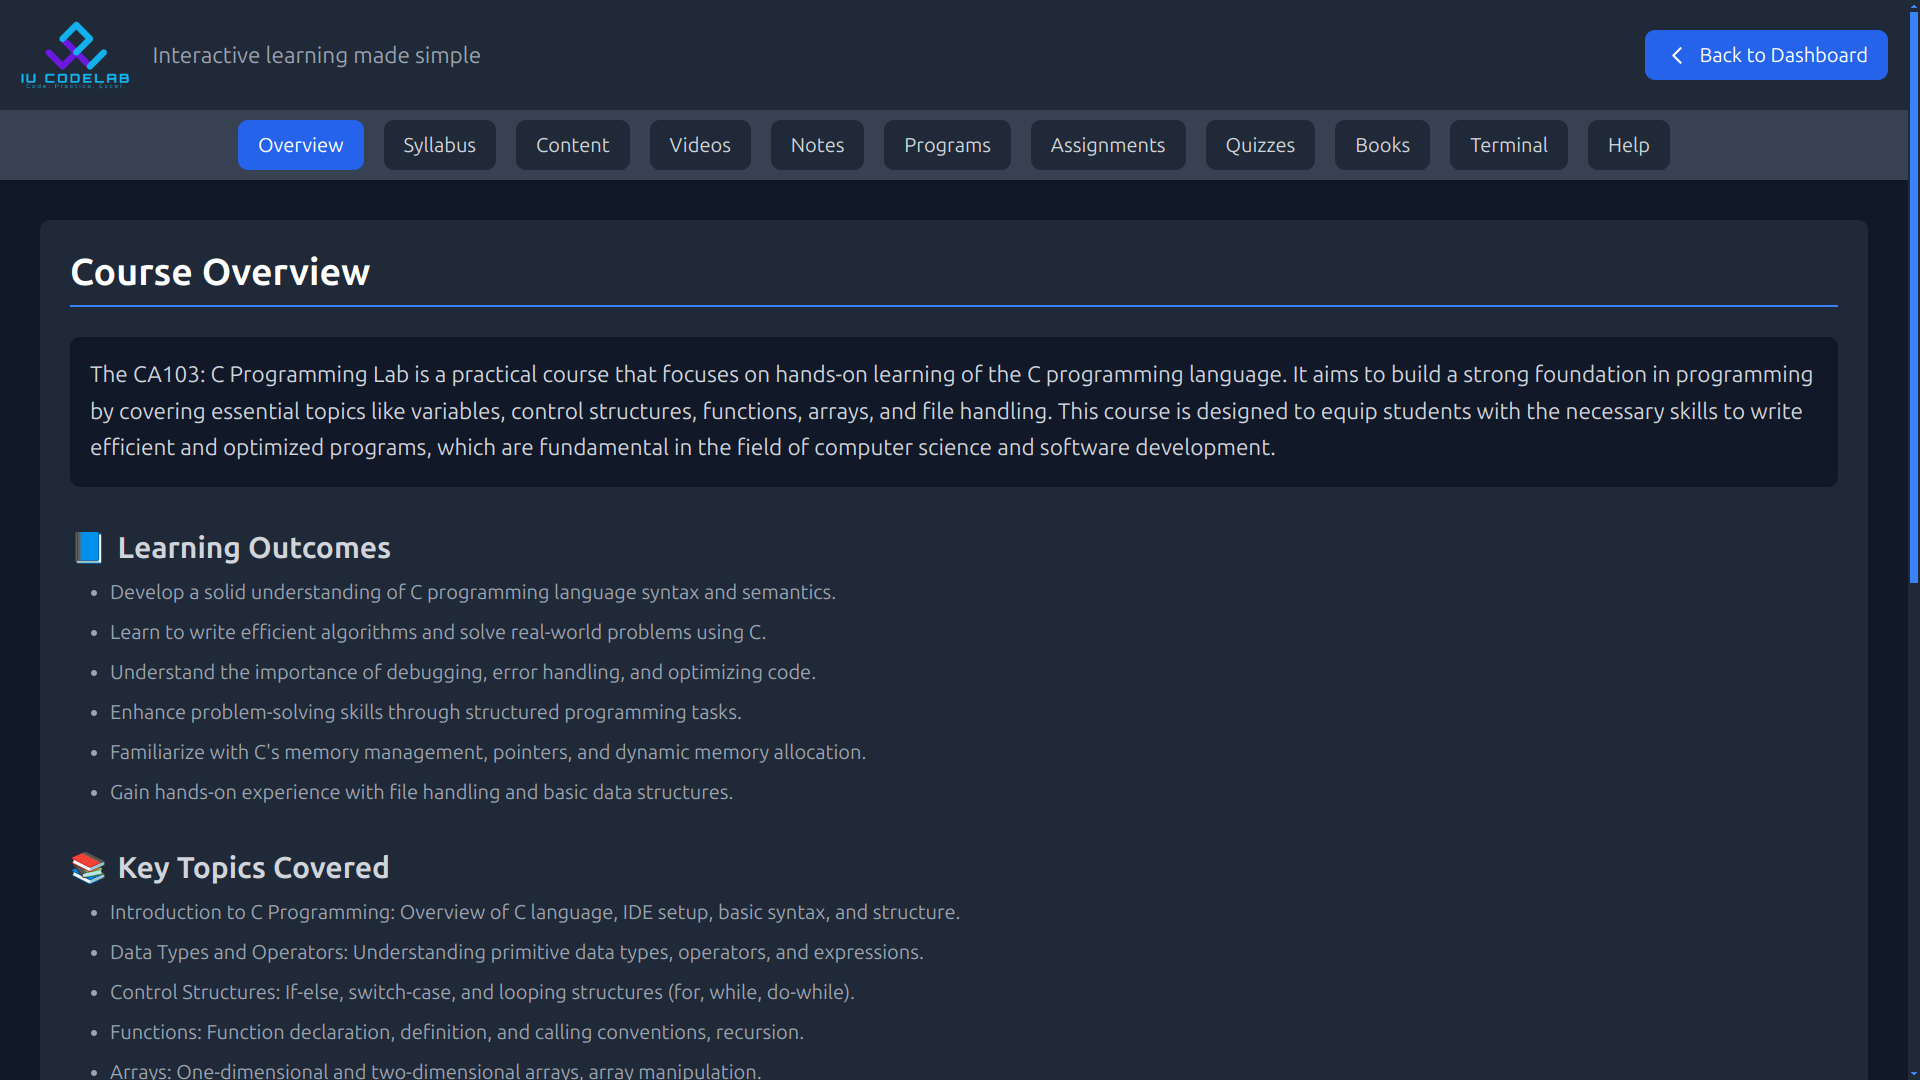 IU CODELAB
Code. Practice. Excel.
Interactive learning made simple
Back to Dashboard
Overview
Syllabus
Content
Videos
Notes
Programs
Assignments
Quizzes
Books
Terminal
Help
Course Overview
The CA103: C Programming Lab is a practical course that focuses on hands-on learning of the C programming language. It aims to build a strong foundation in programming
by covering essential topics like variables, control structures, functions, arrays, and file handling. This course is designed to equip students with the necessary skills to write
efficient and optimized programs, which are fundamental in the field of computer science and software development.
Learning Outcomes
• Develop a solid understanding of C programming language syntax and semantics.
• Learn to write efficient algorithms and solve real-world problems using C.
• Understand the importance of debugging, error handling, and optimizing code.
• Enhance problem-solving skills through structured programming tasks.
• Familiarize with C's memory management, pointers, and dynamic memory allocation.
• Gain hands-on experience with file handling and basic data structures.
Key Topics Covered
• Introduction to C Programming: Overview of C language, IDE setup, basic syntax, and structure.
• Data Types and Operators: Understanding primitive data types, operators, and expressions.
• Control Structures: If-else, switch-case, and looping structures (for, while, do-while).
• Functions: Function declaration, definition, and calling conventions, recursion.
• Arrays: One-dimensional and two-dimensional arrays, array manipulation.